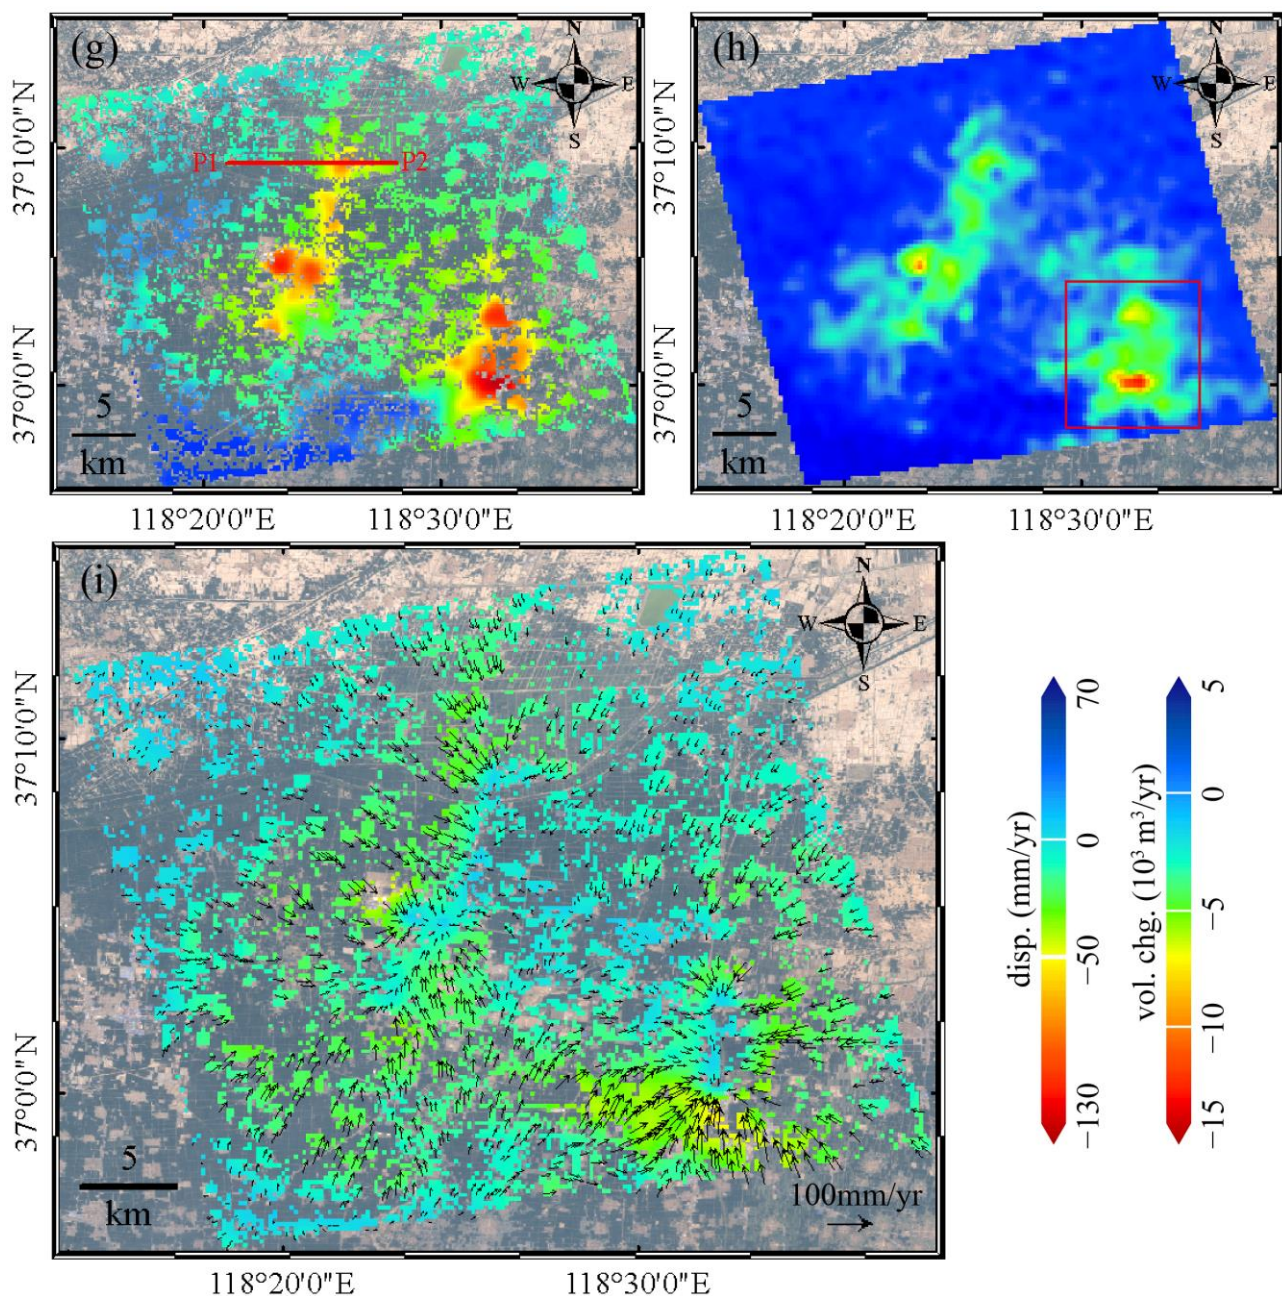 (g)
N
W E
S
P1 P2
37°10'0"N
37°0'0"N
5
km
118°20'0"E 118°30'0"E
(h)
N
W E
S
37°10'0"N
37°0'0"N
5
km
118°20'0"E 118°30'0"E
(i)
N
W E
S
37°10'0"N
37°0'0"N
5
km
100mm/yr
118°20'0"E 118°30'0"E
disp. (mm/yr)
70
0
−50
−130
vol. chg. (10³ m³/yr)
5
0
−5
−10
−15